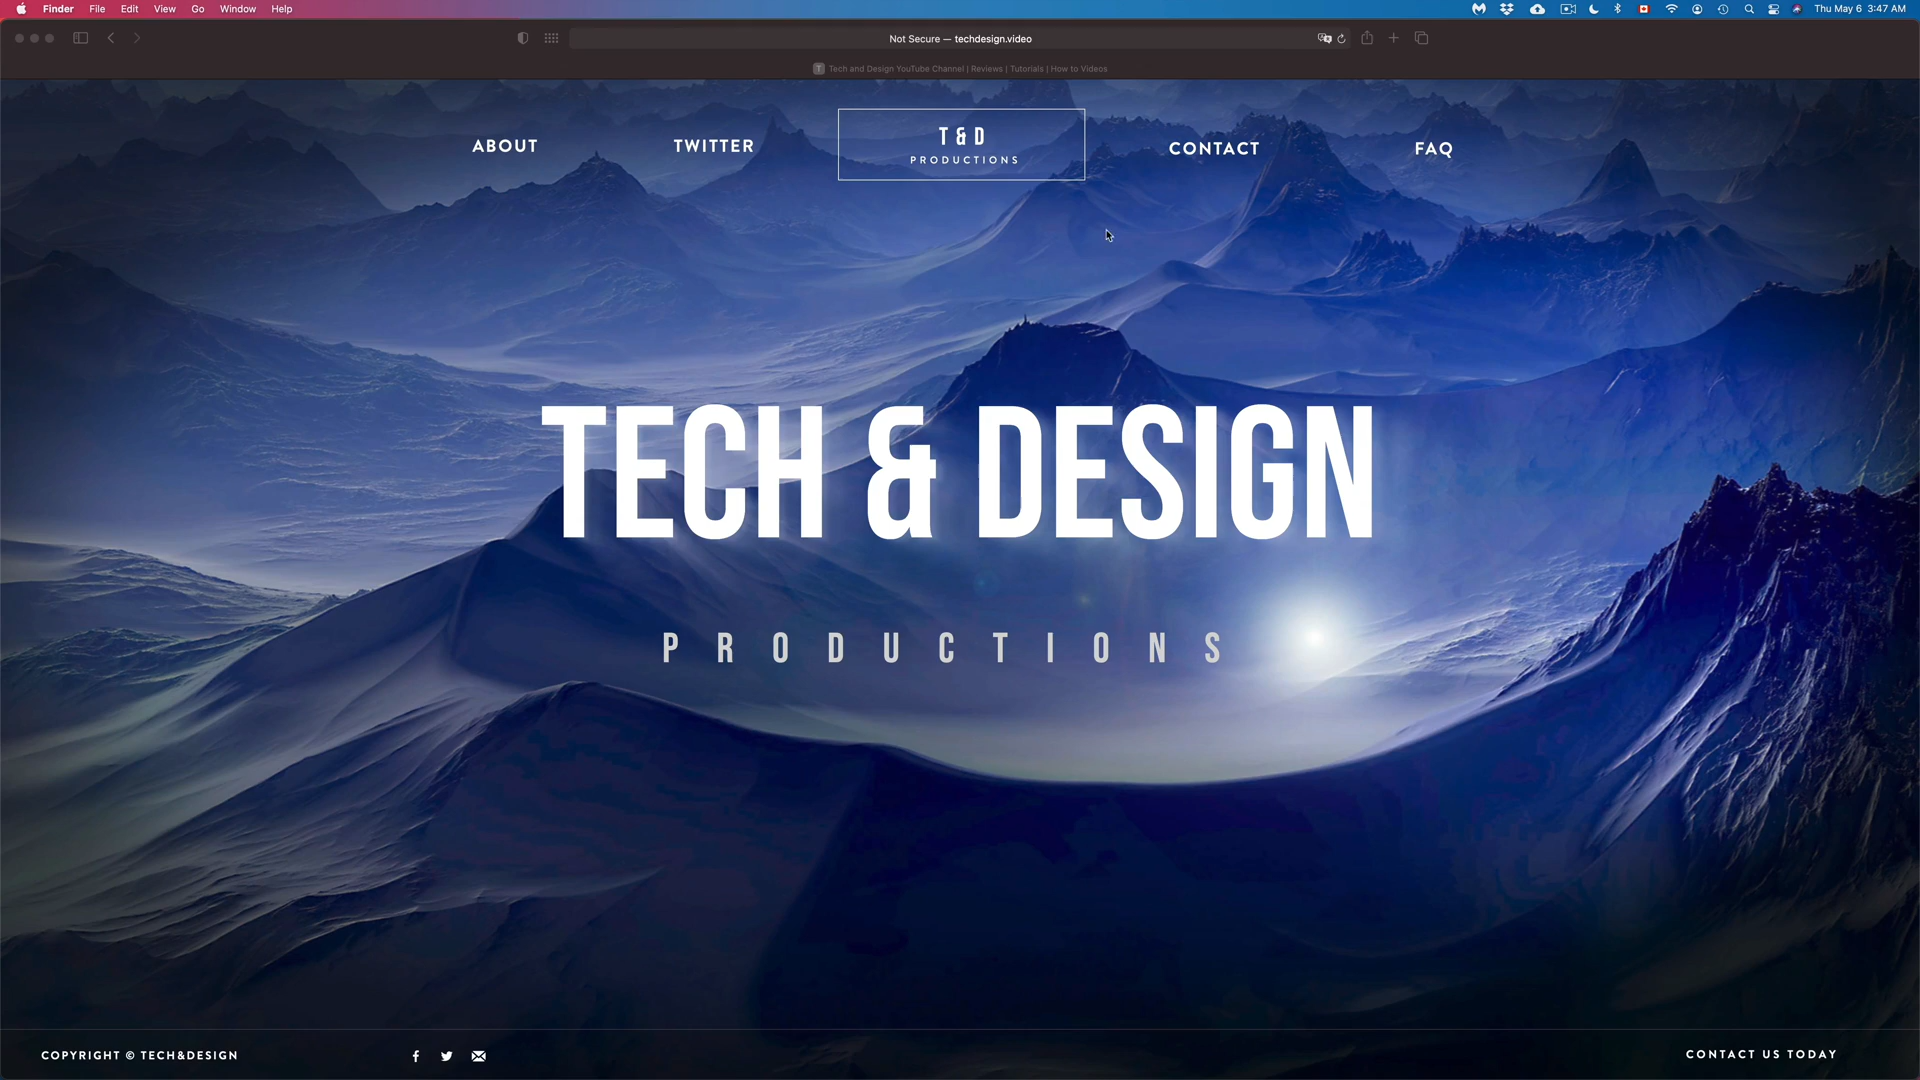 Finder File Edit View Go Window Help
Thu May 6 3:47 AM
Not Secure — techdesign.video
T Tech and Design YouTube Channel | Reviews | Tutorials | How to Videos
ABOUT
TWITTER
T & D
PRODUCTIONS
CONTACT
FAQ
TECH & DESIGN
PRODUCTIONS
COPYRIGHT © TECH&DESIGN
CONTACT US TODAY